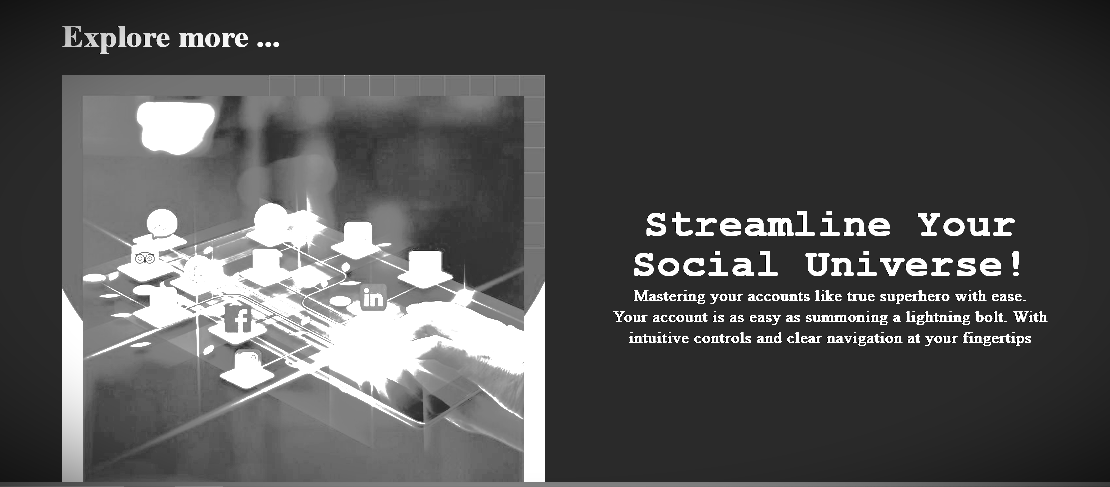 Explore more ...
in
f
Streamline Your
Social Universe!
Mastering your accounts like true superhero with ease.
Your account is as easy as summoning a lightning bolt. With
intuitive controls and clear navigation at your fingertips